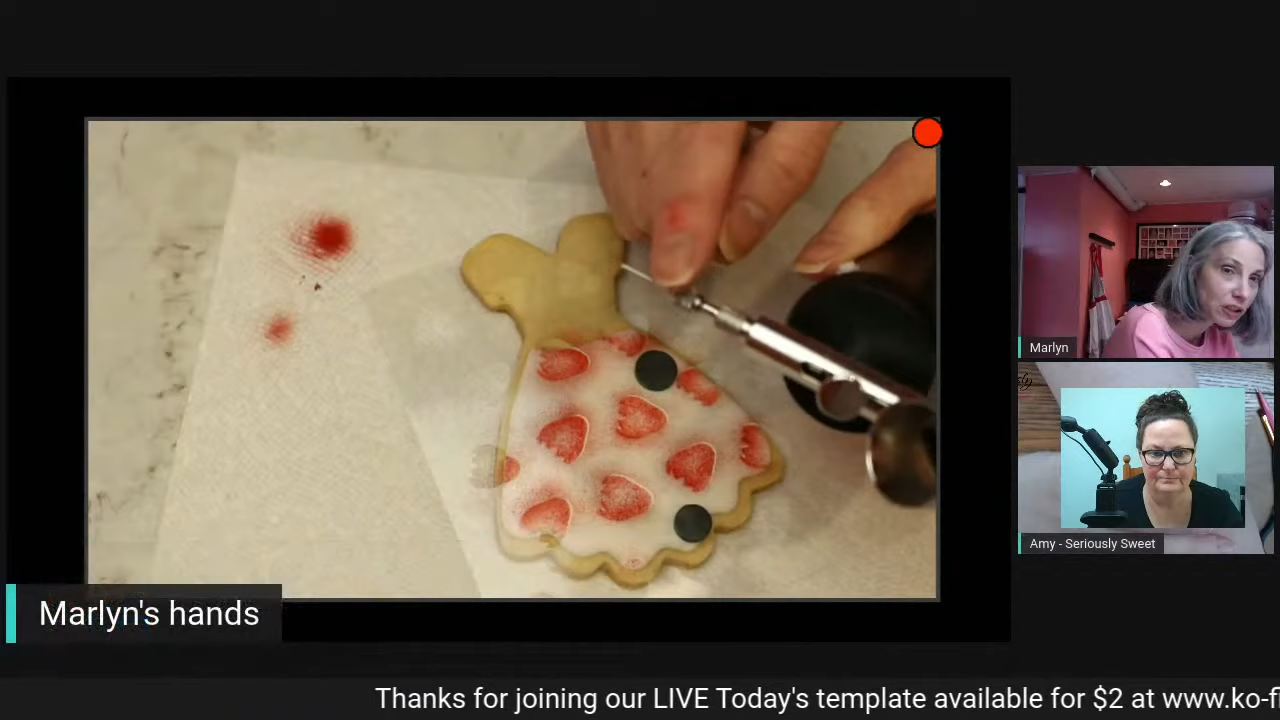 Marlyn
Amy - Seriously Sweet
Marlyn's hands
Thanks for joining our LIVE Today's template available for $2 at www.ko-fi